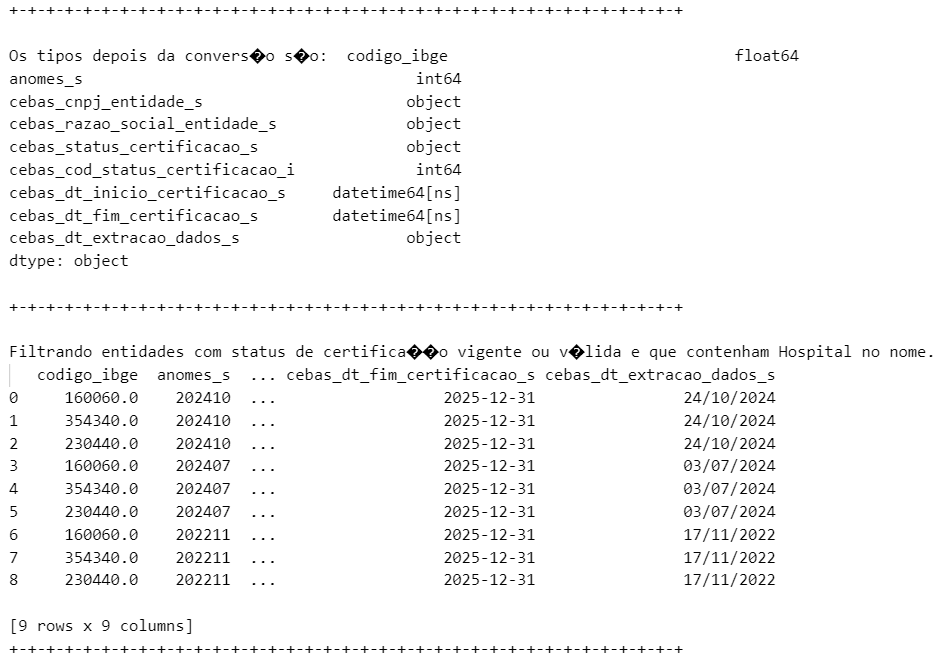 +-+-+-+-+-+-+-+-+-+-+-+-+-+-+-+-+-+-+-+-+-+-+-+-+-+-+-+-+-+-+-+-+-+-+-+-+-+
Os tipos depois da convers�o s�o:  codigo_ibge                               float64
anomes_s                                    int64
cebas_cnpj_entidade_s                      object
cebas_razao_social_entidade_s              object
cebas_status_certificacao_s                object
cebas_cod_status_certificacao_i             int64
cebas_dt_inicio_certificacao_s     datetime64[ns]
cebas_dt_fim_certificacao_s        datetime64[ns]
cebas_dt_extracao_dados_s                  object
dtype: object
+-+-+-+-+-+-+-+-+-+-+-+-+-+-+-+-+-+-+-+-+-+-+-+-+-+-+-+-+-+-+-+-+-+-+-+-+-+
Filtrando entidades com status de certifica��o vigente ou v�lida e que contenham Hospital no nome.
   codigo_ibge  anomes_s  ... cebas_dt_fim_certificacao_s cebas_dt_extracao_dados_s
0     160060.0    202410  ...                  2025-12-31                24/10/2024
1     354340.0    202410  ...                  2025-12-31                24/10/2024
2     230440.0    202410  ...                  2025-12-31                24/10/2024
3     160060.0    202407  ...                  2025-12-31                03/07/2024
4     354340.0    202407  ...                  2025-12-31                03/07/2024
5     230440.0    202407  ...                  2025-12-31                03/07/2024
6     160060.0    202211  ...                  2025-12-31                17/11/2022
7     354340.0    202211  ...                  2025-12-31                17/11/2022
8     230440.0    202211  ...                  2025-12-31                17/11/2022
[9 rows x 9 columns]
+-+-+-+-+-+-+-+-+-+-+-+-+-+-+-+-+-+-+-+-+-+-+-+-+-+-+-+-+-+-+-+-+-+-+-+-+-+